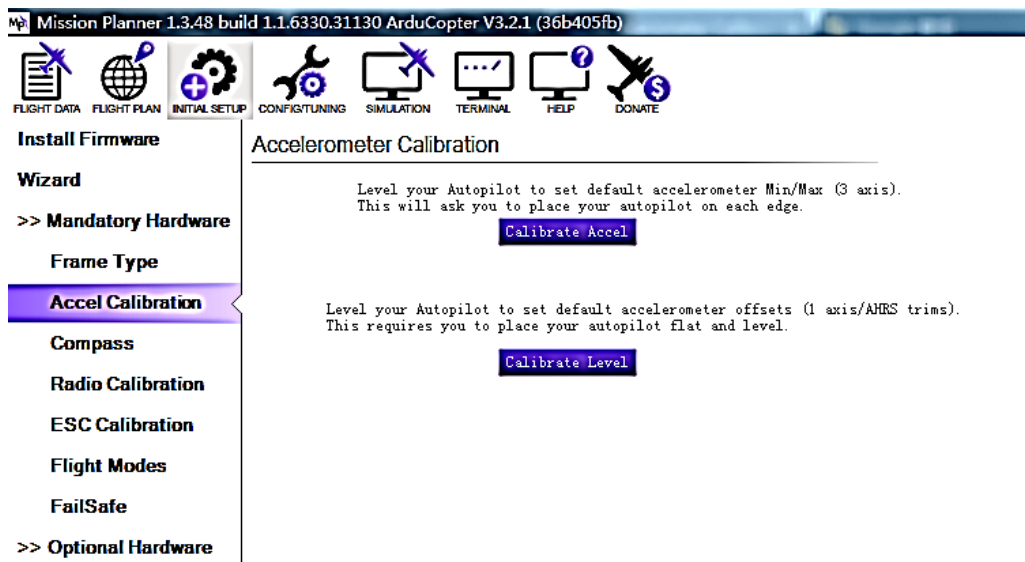 Mission Planner 1.3.48 build 1.1.6330.31130 ArduCopter V3.2.1 (36b405fb)
FLIGHT DATA FLIGHT PLAN INITIAL SETUP CONFIG/TUNING SIMULATION TERMINAL HELP DONATE
Install Firmware
Wizard
>> Mandatory Hardware
Frame Type
Accel Calibration
Compass
Radio Calibration
ESC Calibration
Flight Modes
FailSafe
>> Optional Hardware
Accelerometer Calibration
Level your Autopilot to set default accelerometer Min/Max (3 axis).
This will ask you to place your autopilot on each edge.
Calibrate Accel
Level your Autopilot to set default accelerometer offsets (1 axis/AHRS trims).
This requires you to place your autopilot flat and level.
Calibrate Level